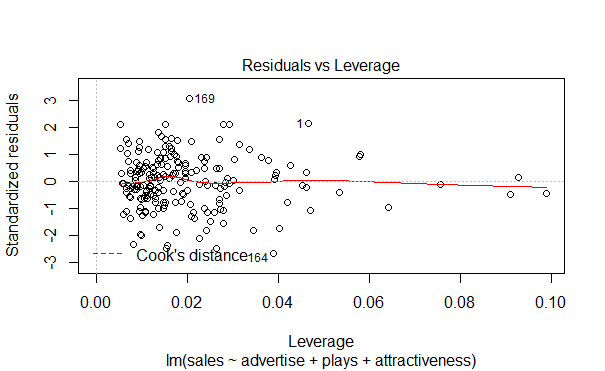 Residuals vs Leverage
Standardized residuals
3
2
1
0
-1
-2
-3
169
1
164
Cook's distance
0.00 0.02 0.04 0.06 0.08 0.10
Leverage
lm(sales ~ advertise + plays + attractiveness)